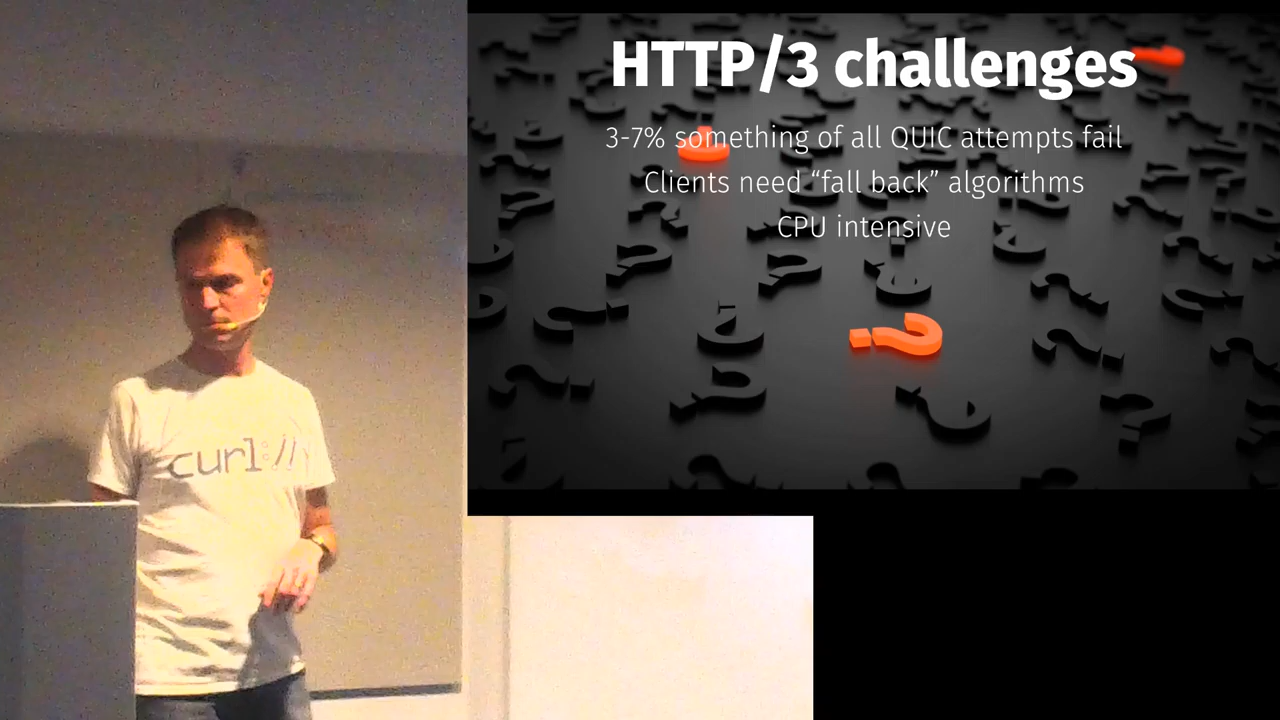 HTTP/3 challenges
3-7% something of all QUIC attempts fail
Clients need “fall back” algorithms
CPU intensive
curl://